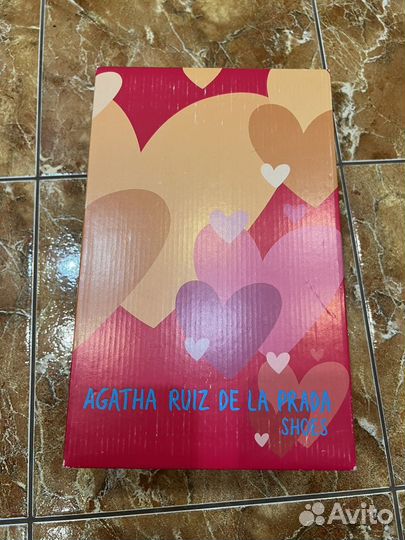 AGATHA RUIZ DE LA PRADA
SHOES
Avito